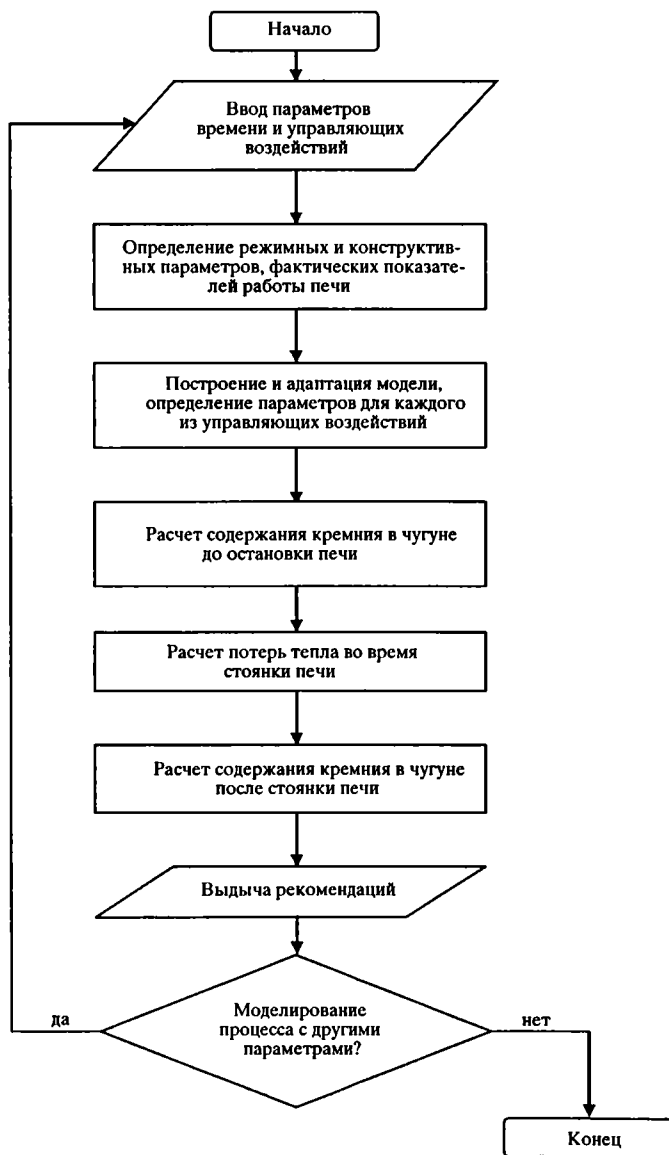 Начало
Ввод параметров
времени и управляющих
воздействий
Определение режимных и конструктив-
ных параметров, фактических показате-
лей работы печи
Построение и адаптация модели,
определение параметров для каждого
из управляющих воздействий
Расчет содержания кремния в чугуне
до остановки печи
Расчет потерь тепла во время
стоянки печи
Расчет содержания кремния в чугуне
после стоянки печи
Выдыча рекомендаций
да
Моделирование
процесса с другими
параметрами?
нет
Конец